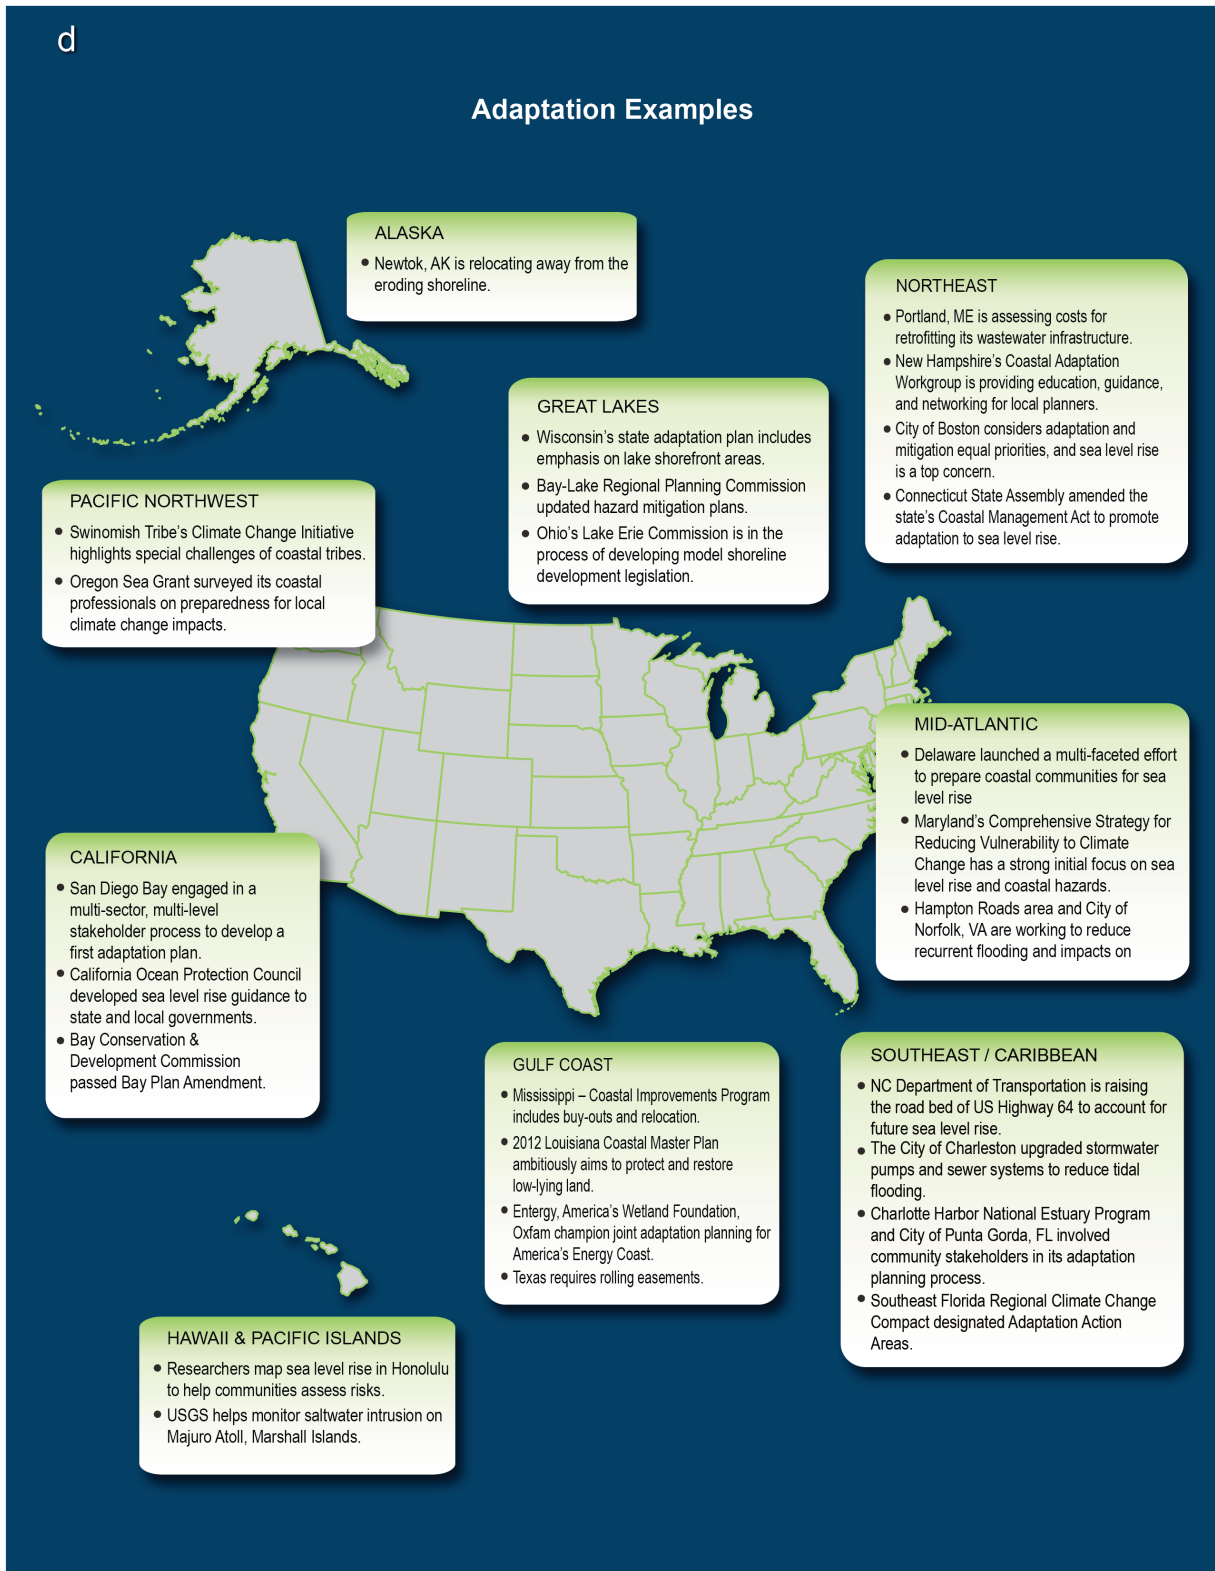 d
Adaptation Examples
ALASKA
• Newtok, AK is relocating away from the
eroding shoreline.
NORTHEAST
• Portland, ME is assessing costs for
retrofitting its wastewater infrastructure.
• New Hampshire’s Coastal Adaptation
Workgroup is providing education, guidance,
and networking for local planners.
• City of Boston considers adaptation and
mitigation equal priorities, and sea level rise
is a top concern.
• Connecticut State Assembly amended the
state’s Coastal Management Act to promote
adaptation to sea level rise.
GREAT LAKES
• Wisconsin’s state adaptation plan includes
emphasis on lake shorefront areas.
• Bay-Lake Regional Planning Commission
updated hazard mitigation plans.
• Ohio’s Lake Erie Commission is in the
process of developing model shoreline
development legislation.
PACIFIC NORTHWEST
• Swinomish Tribe’s Climate Change Initiative
highlights special challenges of coastal tribes.
• Oregon Sea Grant surveyed its coastal
professionals on preparedness for local
climate change impacts.
MID-ATLANTIC
• Delaware launched a multi-faceted effort
to prepare coastal communities for sea
level rise
• Maryland’s Comprehensive Strategy for
Reducing Vulnerability to Climate
Change has a strong initial focus on sea
level rise and coastal hazards.
• Hampton Roads area and City of
Norfolk, VA are working to reduce
recurrent flooding and impacts on
CALIFORNIA
• San Diego Bay engaged in a
multi-sector, multi-level
stakeholder process to develop a
first adaptation plan.
• California Ocean Protection Council
developed sea level rise guidance to
state and local governments.
• Bay Conservation &
Development Commission
passed Bay Plan Amendment.
GULF COAST
• Mississippi – Coastal Improvements Program
includes buy-outs and relocation.
• 2012 Louisiana Coastal Master Plan
ambitiously aims to protect and restore
low-lying land.
• Entergy, America’s Wetland Foundation,
Oxfam champion joint adaptation planning for
America’s Energy Coast.
• Texas requires rolling easements.
SOUTHEAST / CARIBBEAN
• NC Department of Transportation is raising
the road bed of US Highway 64 to account for
future sea level rise.
• The City of Charleston upgraded stormwater
pumps and sewer systems to reduce tidal
flooding.
• Charlotte Harbor National Estuary Program
and City of Punta Gorda, FL involved
community stakeholders in its adaptation
planning process.
• Southeast Florida Regional Climate Change
Compact designated Adaptation Action
Areas.
HAWAII & PACIFIC ISLANDS
• Researchers map sea level rise in Honolulu
to help communities assess risks.
• USGS helps monitor saltwater intrusion on
Majuro Atoll, Marshall Islands.